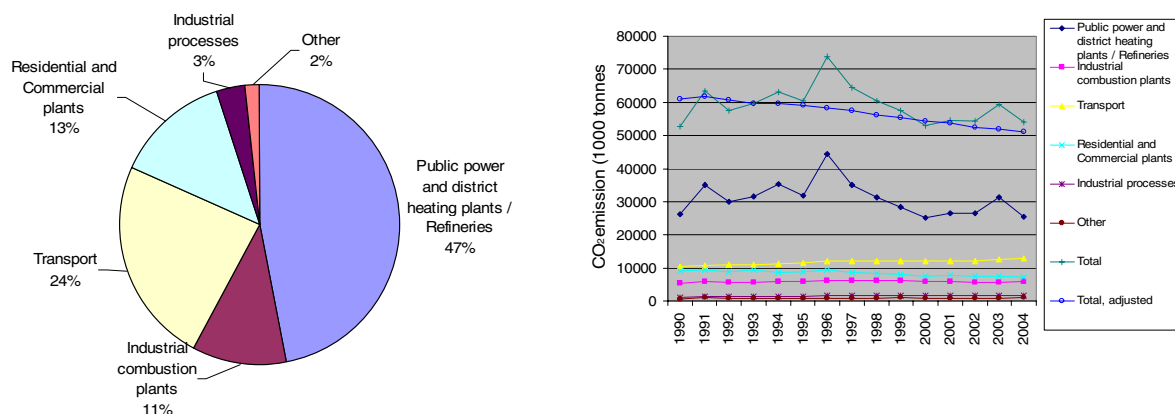 Industrial
processes
3%
Other
2%
Residential and
Commercial
plants
13%
Public power
and district
heating plants /
Refineries
47%
Transport
24%
Industrial
combustion
plants
11%
CO2 emission (1000 tonnes)
80000
70000
60000
50000
40000
30000
20000
10000
0
1990
1991
1992
1993
1994
1995
1996
1997
1998
1999
2000
2001
2002
2003
2004
Public power and
district heating
plants / Refineries
Industrial
combustion plants
Transport
Residential and
Commercial plants
Industrial processes
Other
Total
Total, adjusted